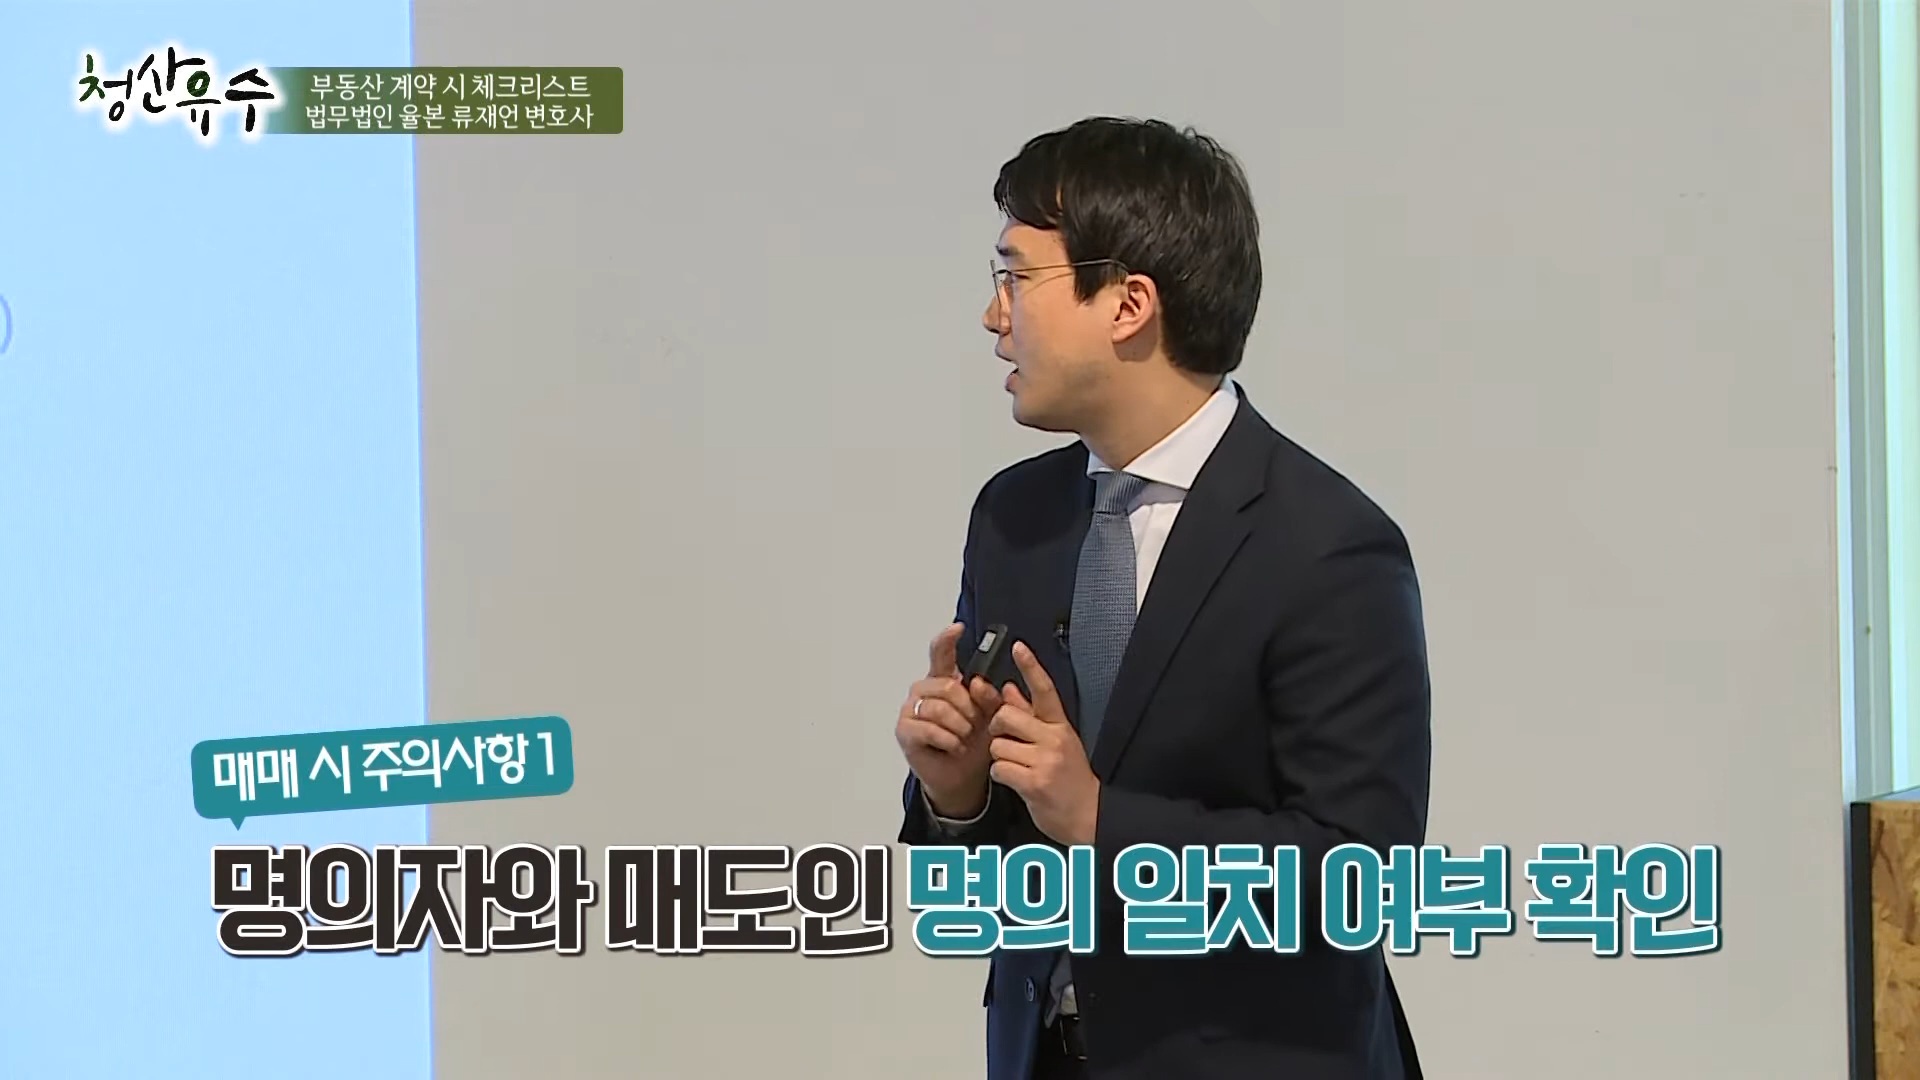 청산유수
부동산 계약 시 체크리스트
법무법인 율본 류재언 변호사
매매 시 주의사항 1
명의자와 매도인 명의 일치 여부 확인